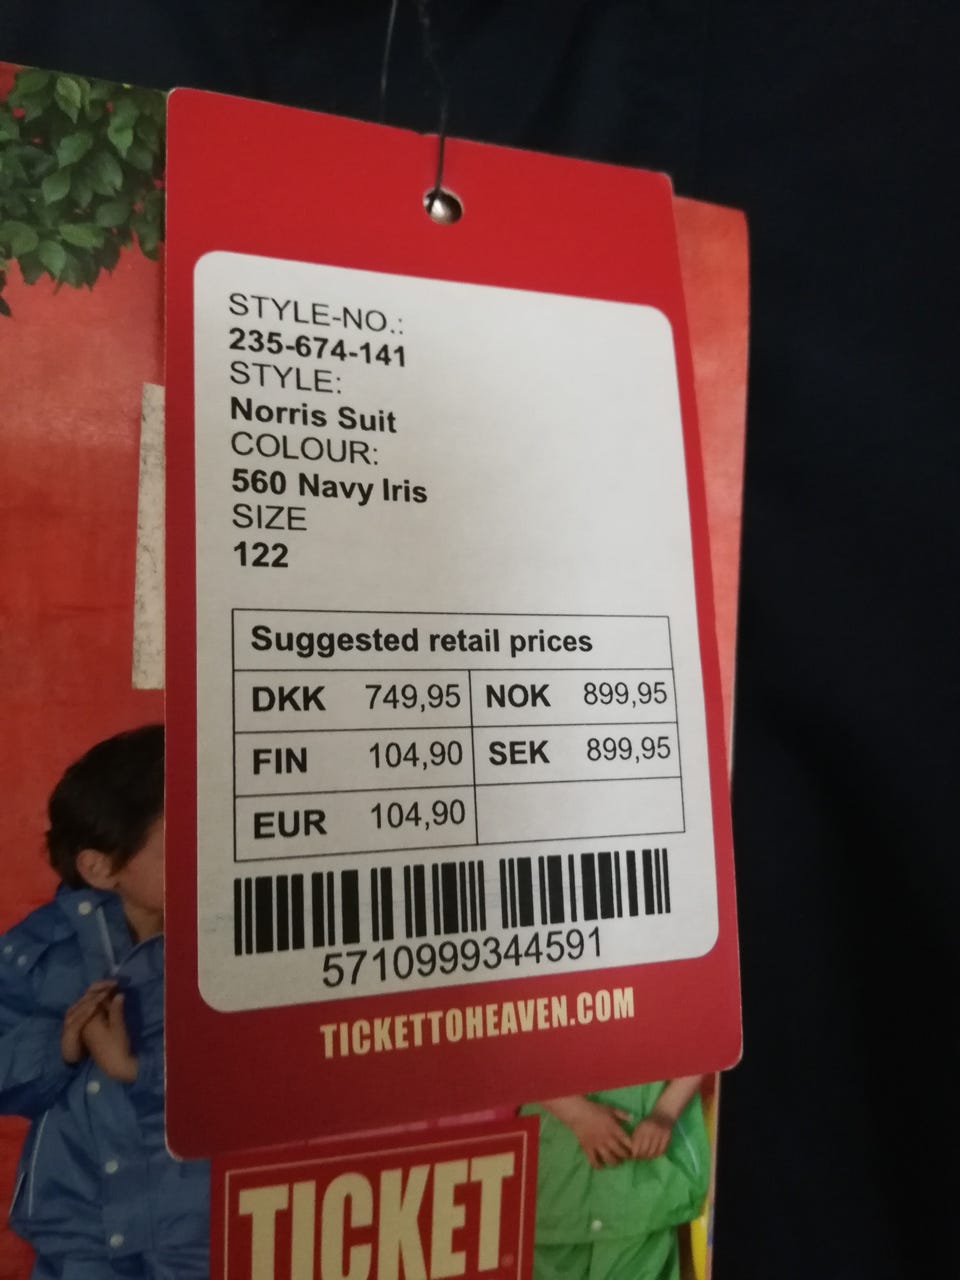 STYLE-NO.:
235-674-141
STYLE:
Norris Suit
COLOUR:
560 Navy Iris
SIZE
122
Suggested retail prices
DKK 749,95 NOK 899,95
FIN 104,90 SEK 899,95
EUR 104,90
5710999344591
TICKETTOHEAVEN.COM
TICKET